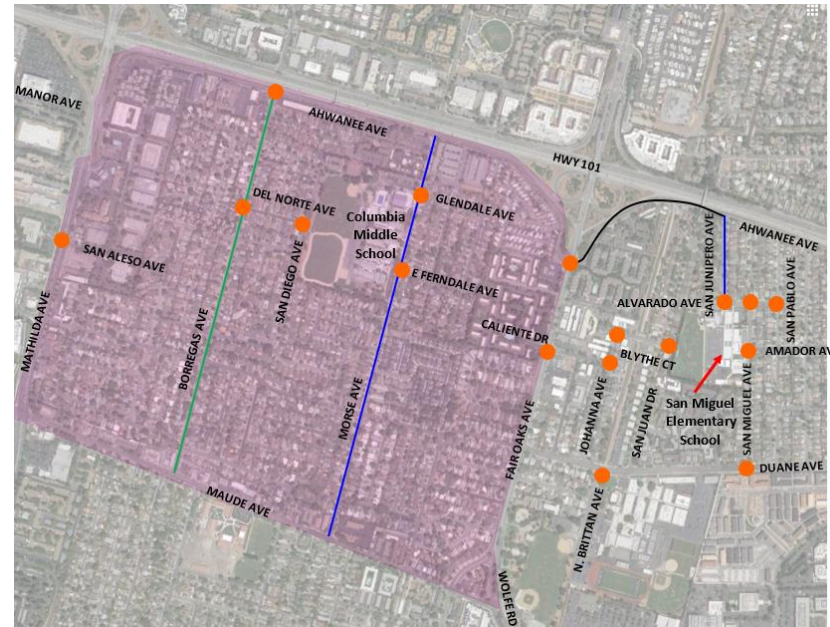 MANOR AVE
AHWANEE AVE
HWY 101
DEL NORTE AVE
GLENDALE AVE
Columbia
Middle
School
SAN DIEGO AVE
SAN ALESO AVE
E FERNDALE AVE
SAN JUNIPERO AVE
AHWANEE AVE
ALVARADO AVE
SAN PABLO AVE
MATHILDA AVE
BORREGAS AVE
CALIENTE DR
BLYTHE CT
AMADOR AV
MORSE AVE
FAIR OAKS AVE
JOHANNA AVE
SAN JUAN DR
San Miguel
Elementary
School
SAN MIGUEL AVE
DUANE AVE
MAUDE AVE
N. BRITTAN AVE
WOLFE RD